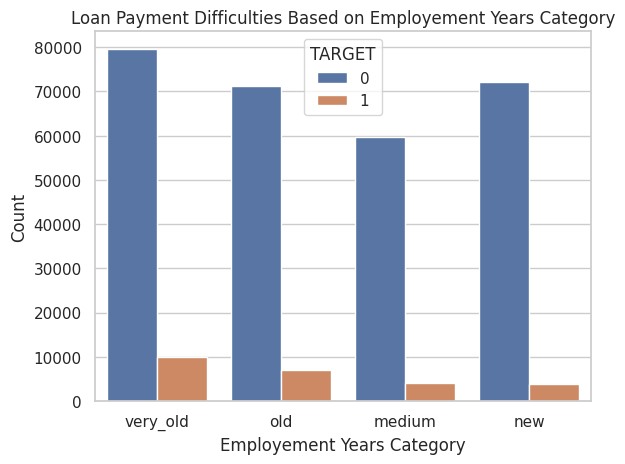 Loan Payment Difficulties Based on Employement Years Category
TARGET
0
1
80000
70000
60000
50000
40000
30000
20000
10000
0
Count
very_old old medium new
Employement Years Category